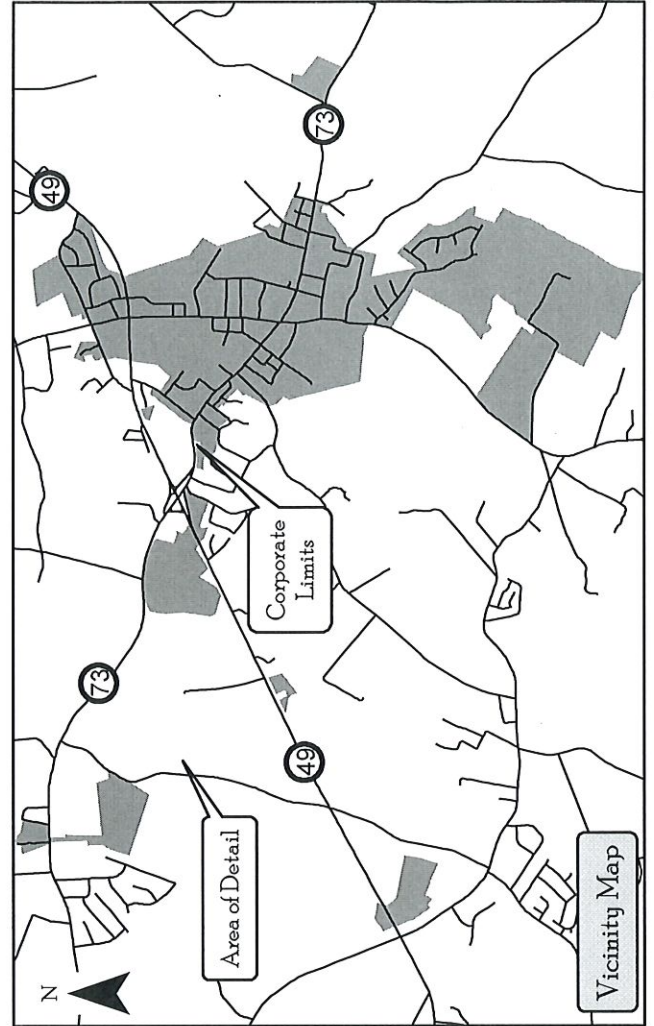 N
49
73
Area of Detail
Corporate
Limits
49
73
Vicinity Map